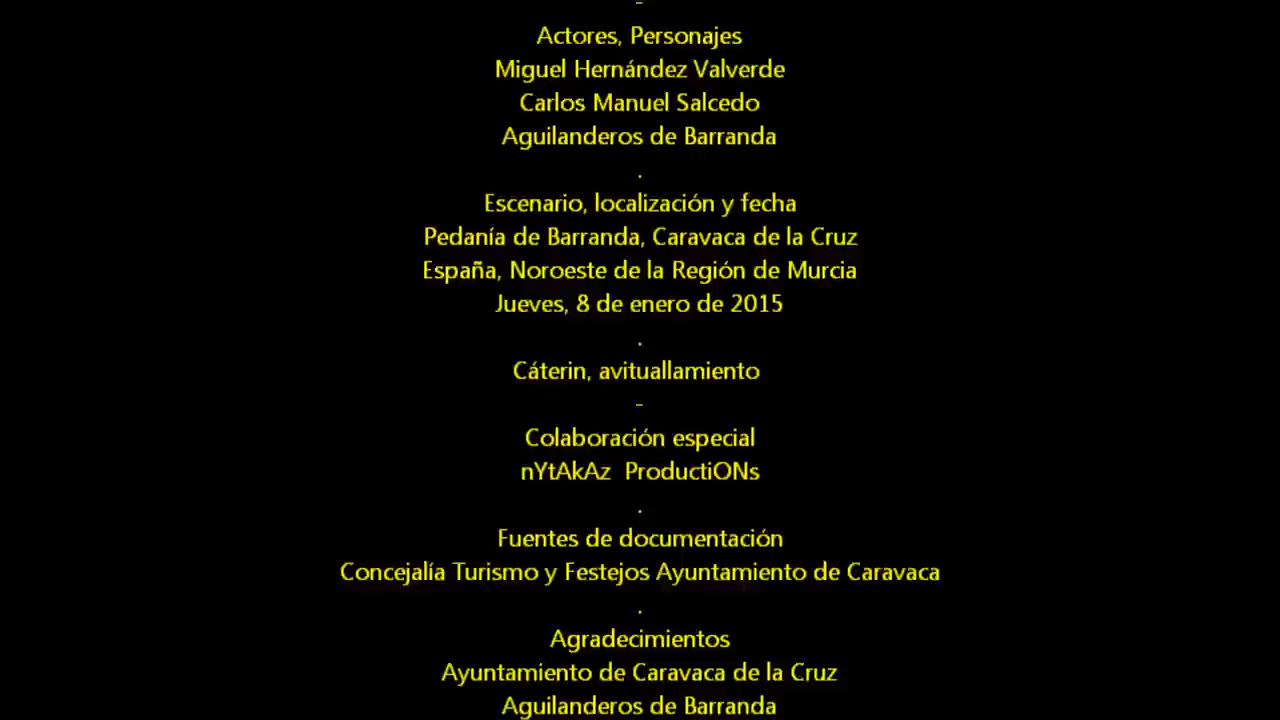 -
Actores, Personajes
Miguel Hernández Valverde
Carlos Manuel Salcedo
Aguilanderos de Barranda
.
Escenario, localización y fecha
Pedanía de Barranda, Caravaca de la Cruz
España, Noroeste de la Región de Murcia
Jueves, 8 de enero de 2015
.
Cáterin, avituallamiento
-
Colaboración especial
nYtAkAz  ProductiONs
.
Fuentes de documentación
Concejalía Turismo y Festejos Ayuntamiento de Caravaca
.
Agradecimientos
Ayuntamiento de Caravaca de la Cruz
Aguilanderos de Barranda